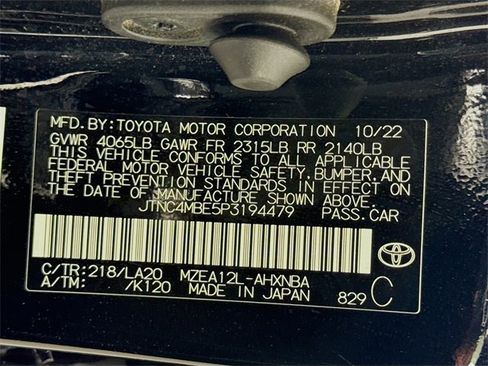 MFD.BY:TOYOTA MOTOR CORPORATION 10/22
GVWR 4065LB GAWR FR 2315LB RR 2140LB
THIS VEHICLE CONFORMS TO ALL APPLICABLE
FEDERAL MOTOR VEHICLE SAFETY,BUMPER,AND
THEFT PREVENTION STANDARDS IN EFFECT ON THE
DATE OF MANUFACTURE SHOWN ABOVE.
JTNC4MBE5P3194479 PASS.CAR
C/TR:218/LA20 MZEA12L-AHXNBA
A/TM: /K120 MADE IN JAPAN 829 C